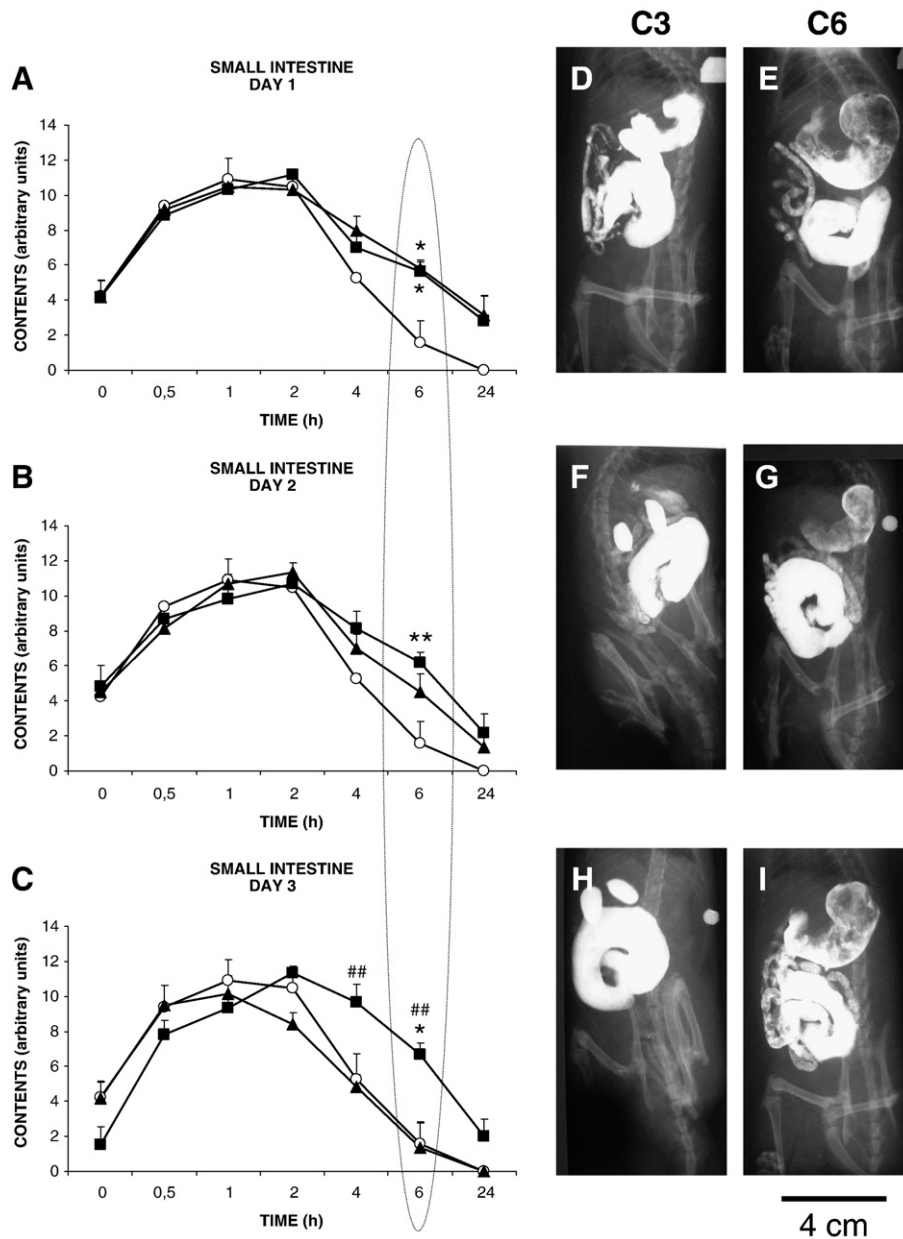 C3 C6
A
SMALL INTESTINE
DAY 1
CONTENTS (arbitrary units)
14
12
10
8
6
4
2
0
*
*
0 0,5 1 2 4 6 24
TIME (h)
D E
B
SMALL INTESTINE
DAY 2
CONTENTS (arbitrary units)
14
12
10
8
6
4
2
0
**
0 0,5 1 2 4 6 24
TIME (h)
F G
C
SMALL INTESTINE
DAY 3
CONTENTS (arbitrary units)
14
12
10
8
6
4
2
0
##
##
*
0 0,5 1 2 4 6 24
TIME (h)
H I
4 cm